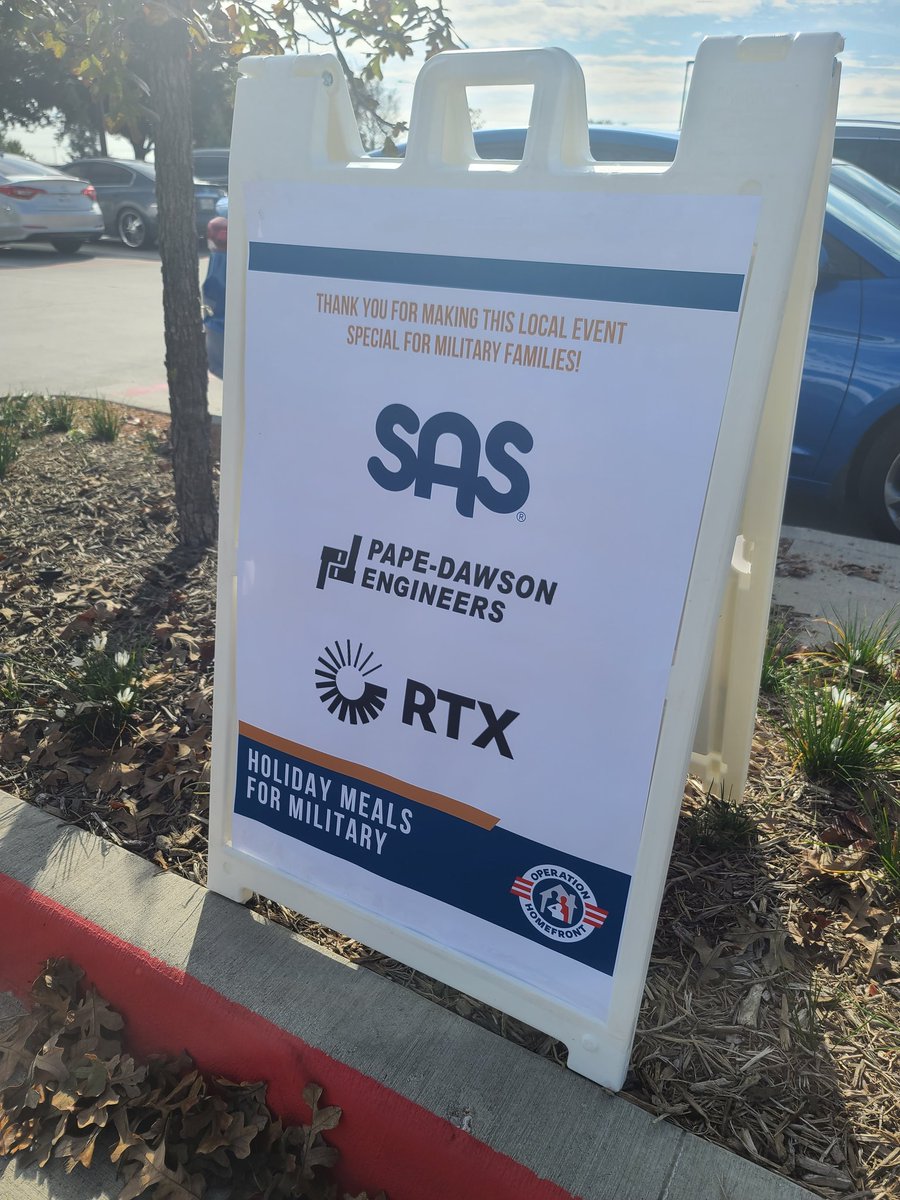 THANK YOU FOR MAKING THIS LOCAL EVENT
SPECIAL FOR MILITARY FAMILIES!
SAS®
PAPE-DAWSON
ENGINEERS
RTX
HOLIDAY MEALS
FOR MILITARY
OPERATION
HOMEFRONT